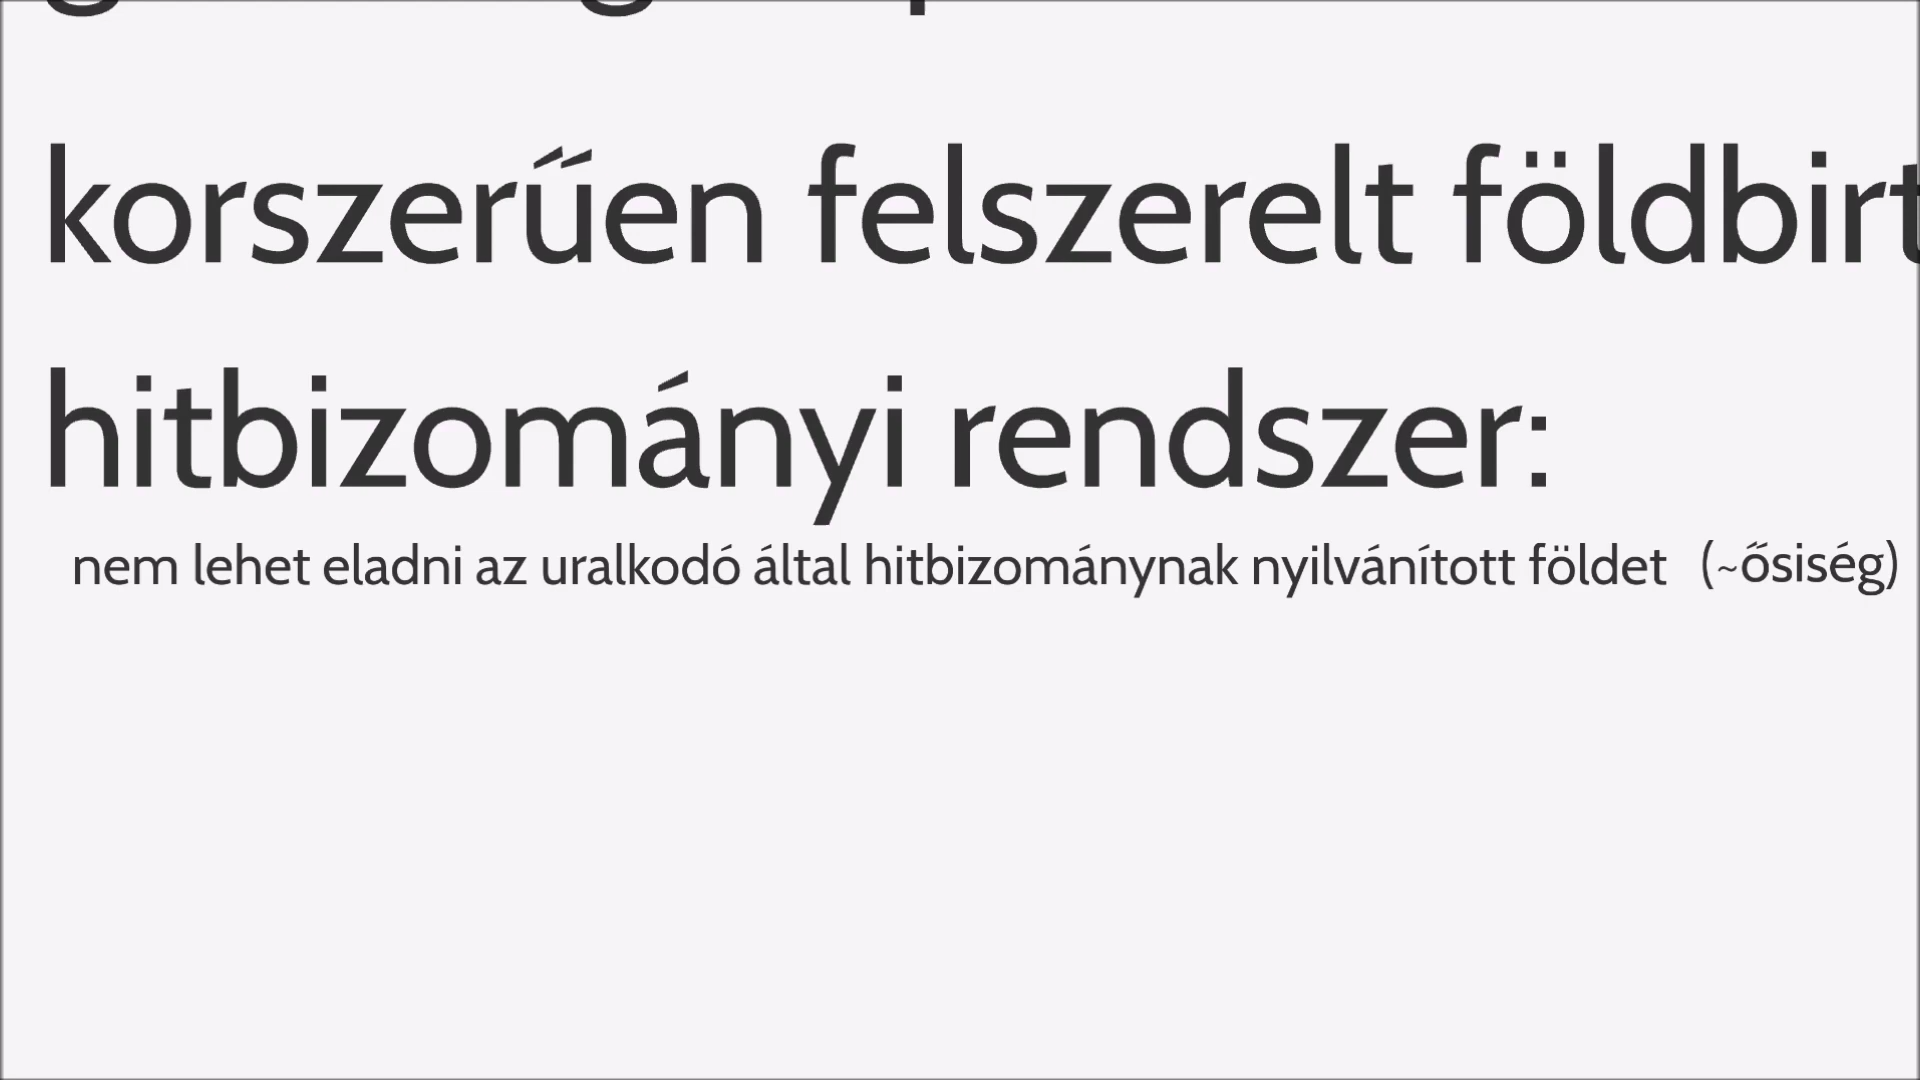 korszerűen felszerelt földbirt
hitbizományi rendszer:
nem lehet eladni az uralkodó által hitbizománynak nyilvánított földet (~ősiség)